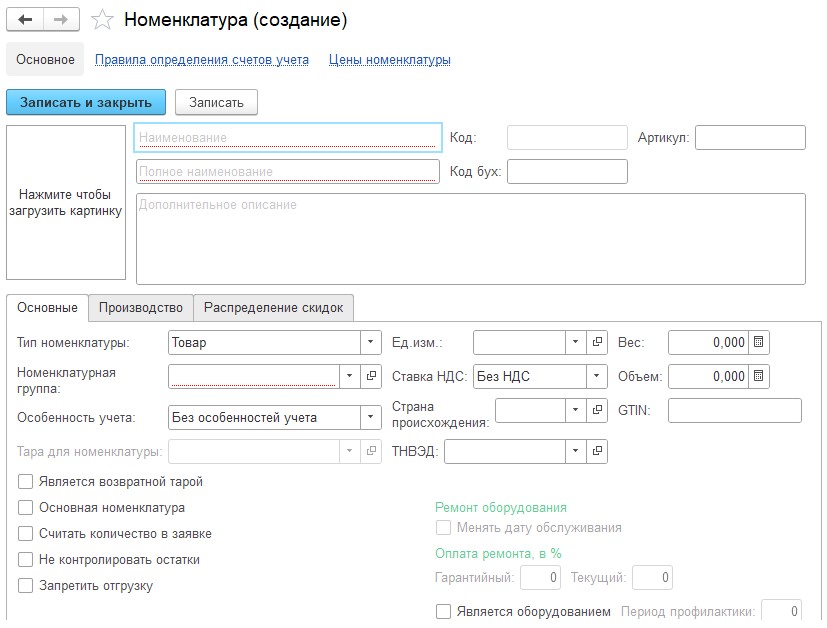 Номенклатура (создание)
Основное Правила определения счетов учета Цены номенклатуры
Записать и закрыть Записать
Наименование Код: Артикул:
Полное наименование Код бух:
Нажмите чтобы
загрузить картинку
Дополнительное описание
Основные Производство Распределение скидок
Тип номенклатуры: Товар Ед.изм.: Вес: 0,000
Номенклатурная
группа:
Ставка НДС: Без НДС Объем: 0,000
Особенность учета: Без особенностей учета
Страна
происхождения:
GTIN:
Тара для номенклатуры: ТНВЭД:
Является возвратной тарой
Основная номенклатура
Считать количество в заявке
Не контролировать остатки
Запретить отгрузку
Ремонт оборудования
Менять дату обслуживания
Оплата ремонта, в %
Гарантийный: 0 Текущий: 0
Является оборудованием Период профилактики: 0